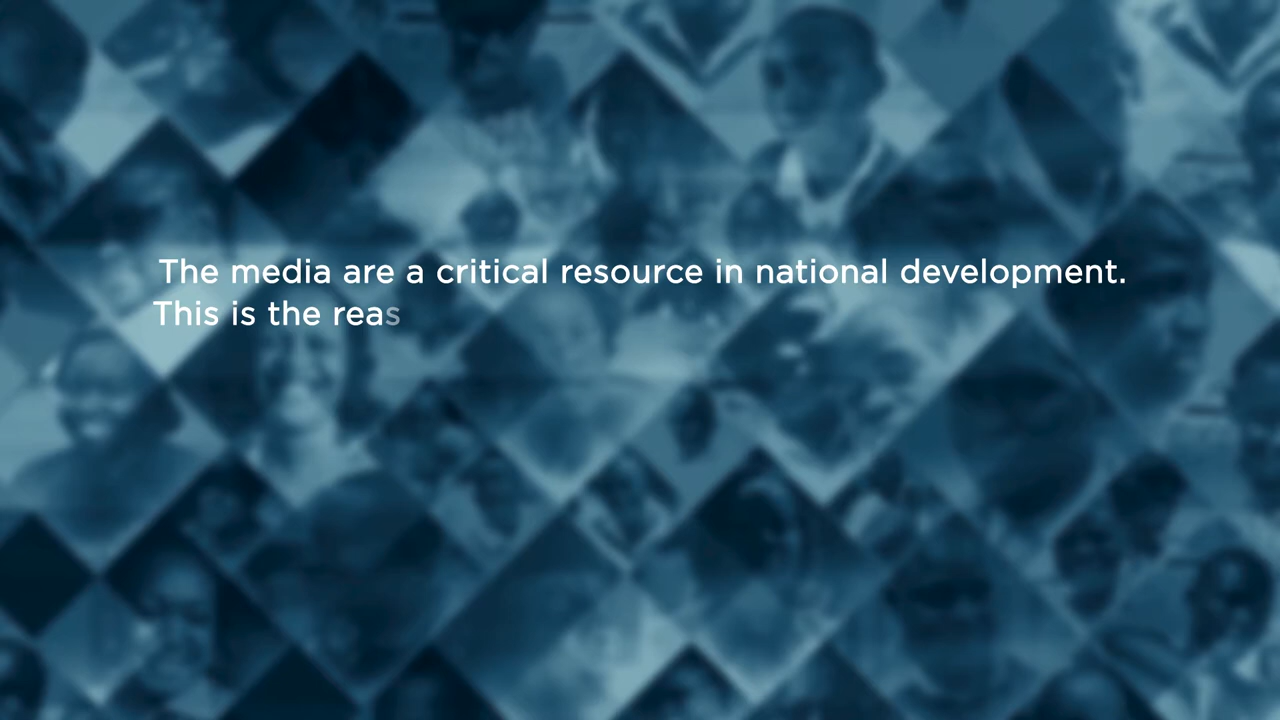 The media are a critical resource in national development.
This is the reas